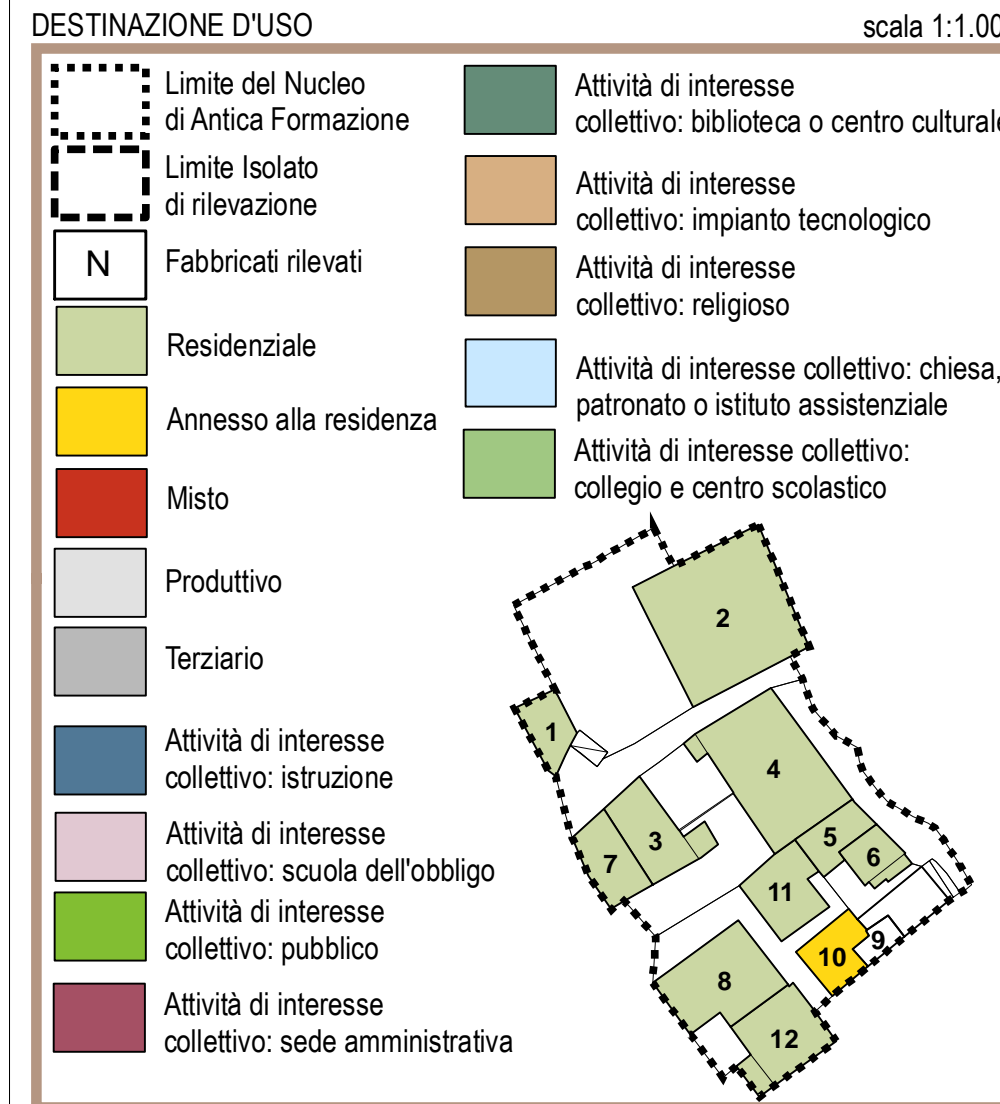 DESTINAZIONE D'USO
scala 1:1.00
Limite del Nucleo
di Antica Formazione
Limite Isolato
di rilevazione
N
Fabbricati rilevati
Residenziale
Annesso alla residenza
Misto
Produttivo
Terziario
Attività di interesse
collettivo: istruzione
Attività di interesse
collettivo: scuola dell'obbligo
Attività di interesse
collettivo: pubblico
Attività di interesse
collettivo: sede amministrativa
Attività di interesse
collettivo: biblioteca o centro culturale
Attività di interesse
collettivo: impianto tecnologico
Attività di interesse
collettivo: religioso
Attività di interesse collettivo: chiesa,
patronato o istituto assistenziale
Attività di interesse collettivo:
collegio e centro scolastico
2
1
4
3
5
6
7
11
9
10
8
12